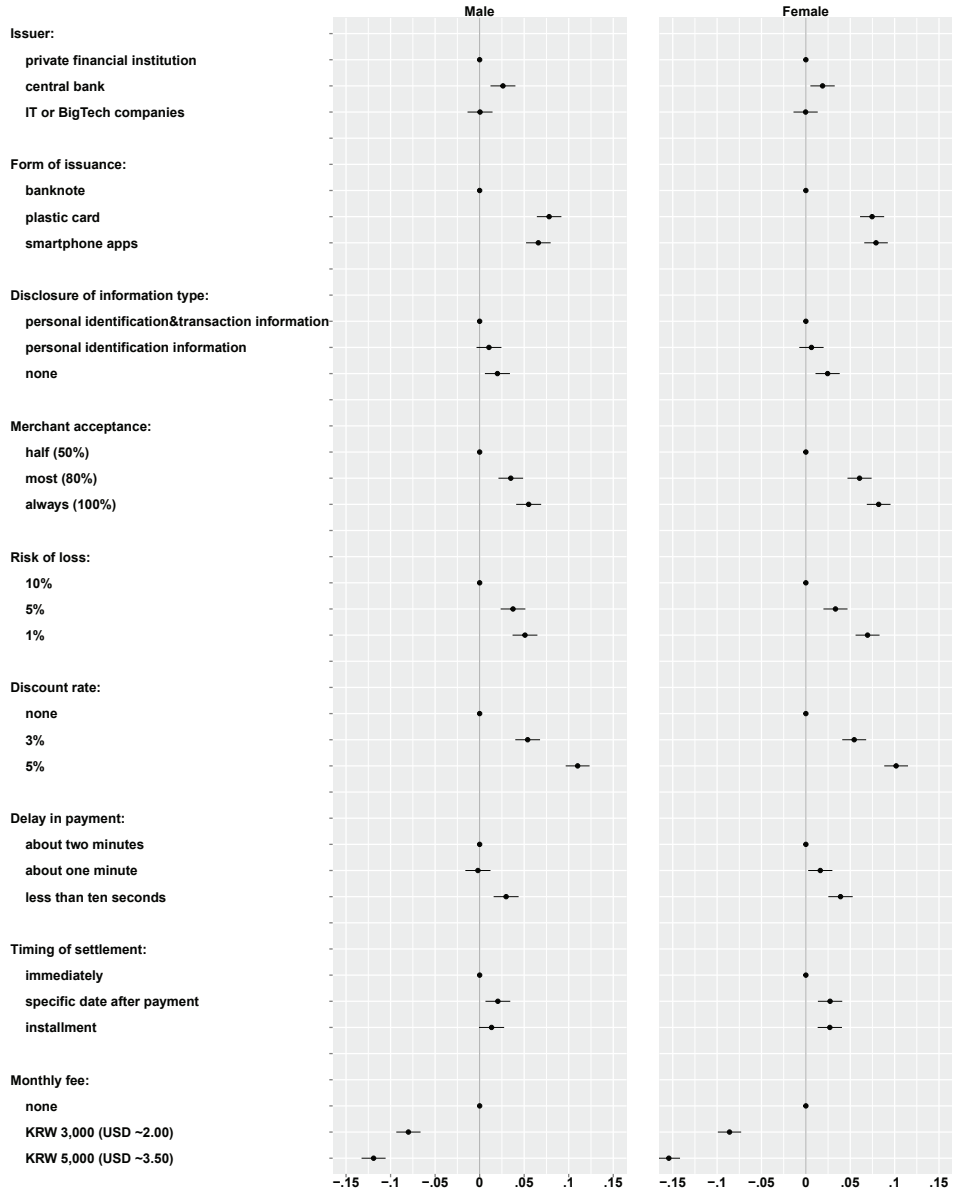 Male Female
Issuer:
private financial institution
central bank
IT or BigTech companies
Form of issuance:
banknote
plastic card
smartphone apps
Disclosure of information type:
personal identification&transaction information
personal identification information
none
Merchant acceptance:
half (50%)
most (80%)
always (100%)
Risk of loss:
10%
5%
1%
Discount rate:
none
3%
5%
Delay in payment:
about two minutes
about one minute
less than ten seconds
Timing of settlement:
immediately
specific date after payment
installment
Monthly fee:
none
KRW 3,000 (USD ~2.00)
KRW 5,000 (USD ~3.50)
−.15 −.1 −.05 0 .05 .1 .15 −.15 −.1 −.05 0 .05 .1 .15